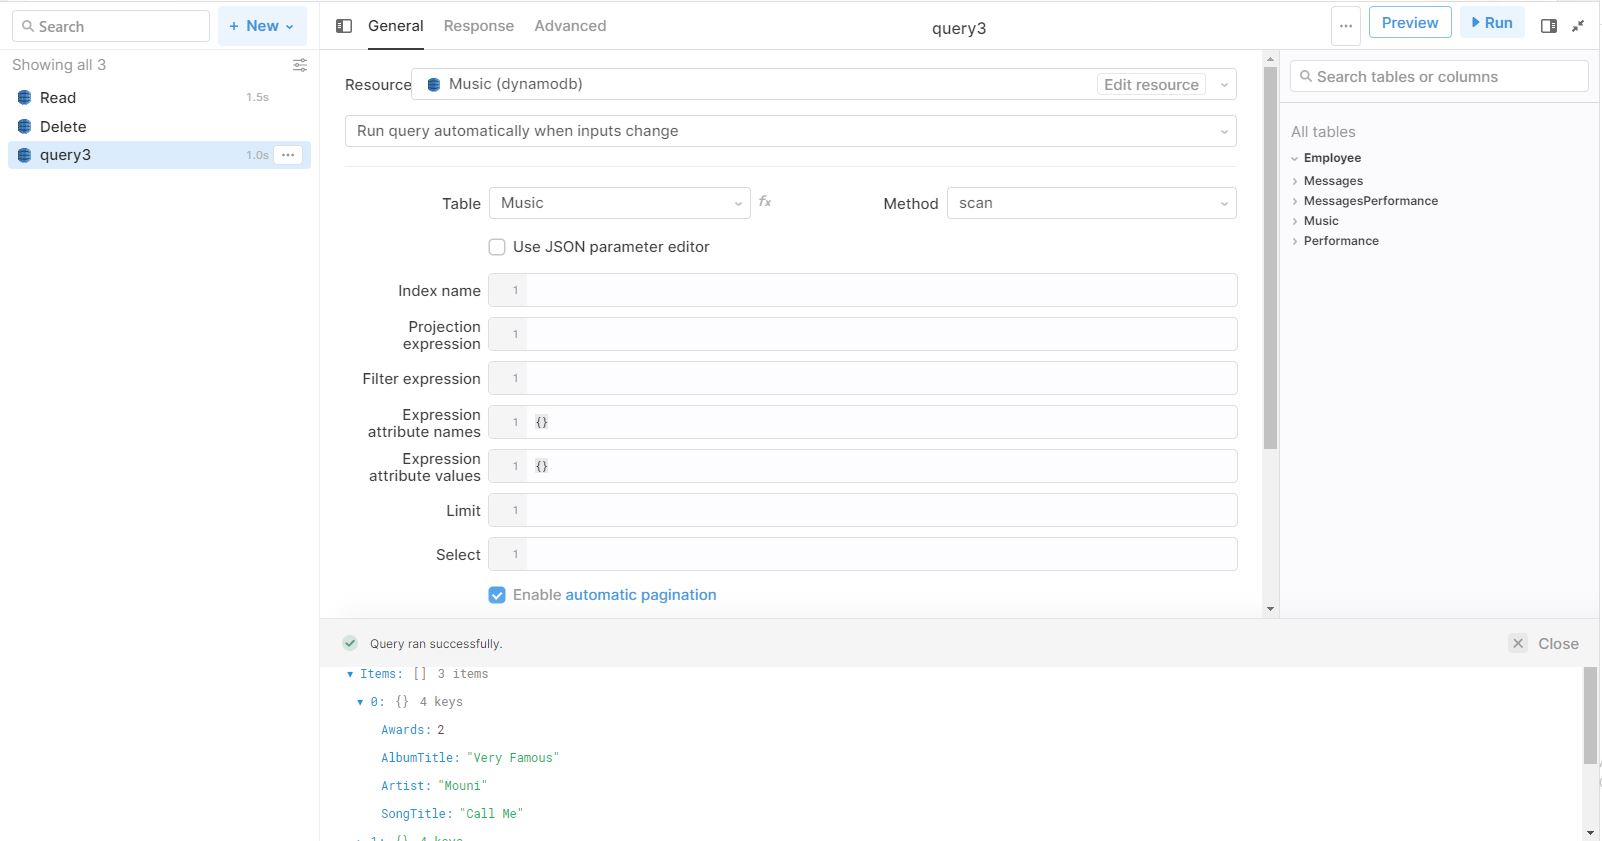 Search
+ New
Showing all 3
Read 1.5s
Delete
query3 1.0s ...
General Response Advanced
query3
... Preview Run
Resource Music (dynamodb) Edit resource
Run query automatically when inputs change
Table Music fx Method scan
Use JSON parameter editor
Index name 1
Projection
expression 1
Filter expression 1
Expression
attribute names 1 {}
Expression
attribute values 1 {}
Limit 1
Select 1
Enable automatic pagination
Search tables or columns
All tables
Employee
Messages
MessagesPerformance
Music
Performance
Query ran successfully.
Close
Items: [] 3 items
0: {} 4 keys
Awards: 2
AlbumTitle: "Very Famous"
Artist: "Mouni"
SongTitle: "Call Me"
1: {} 4 keys